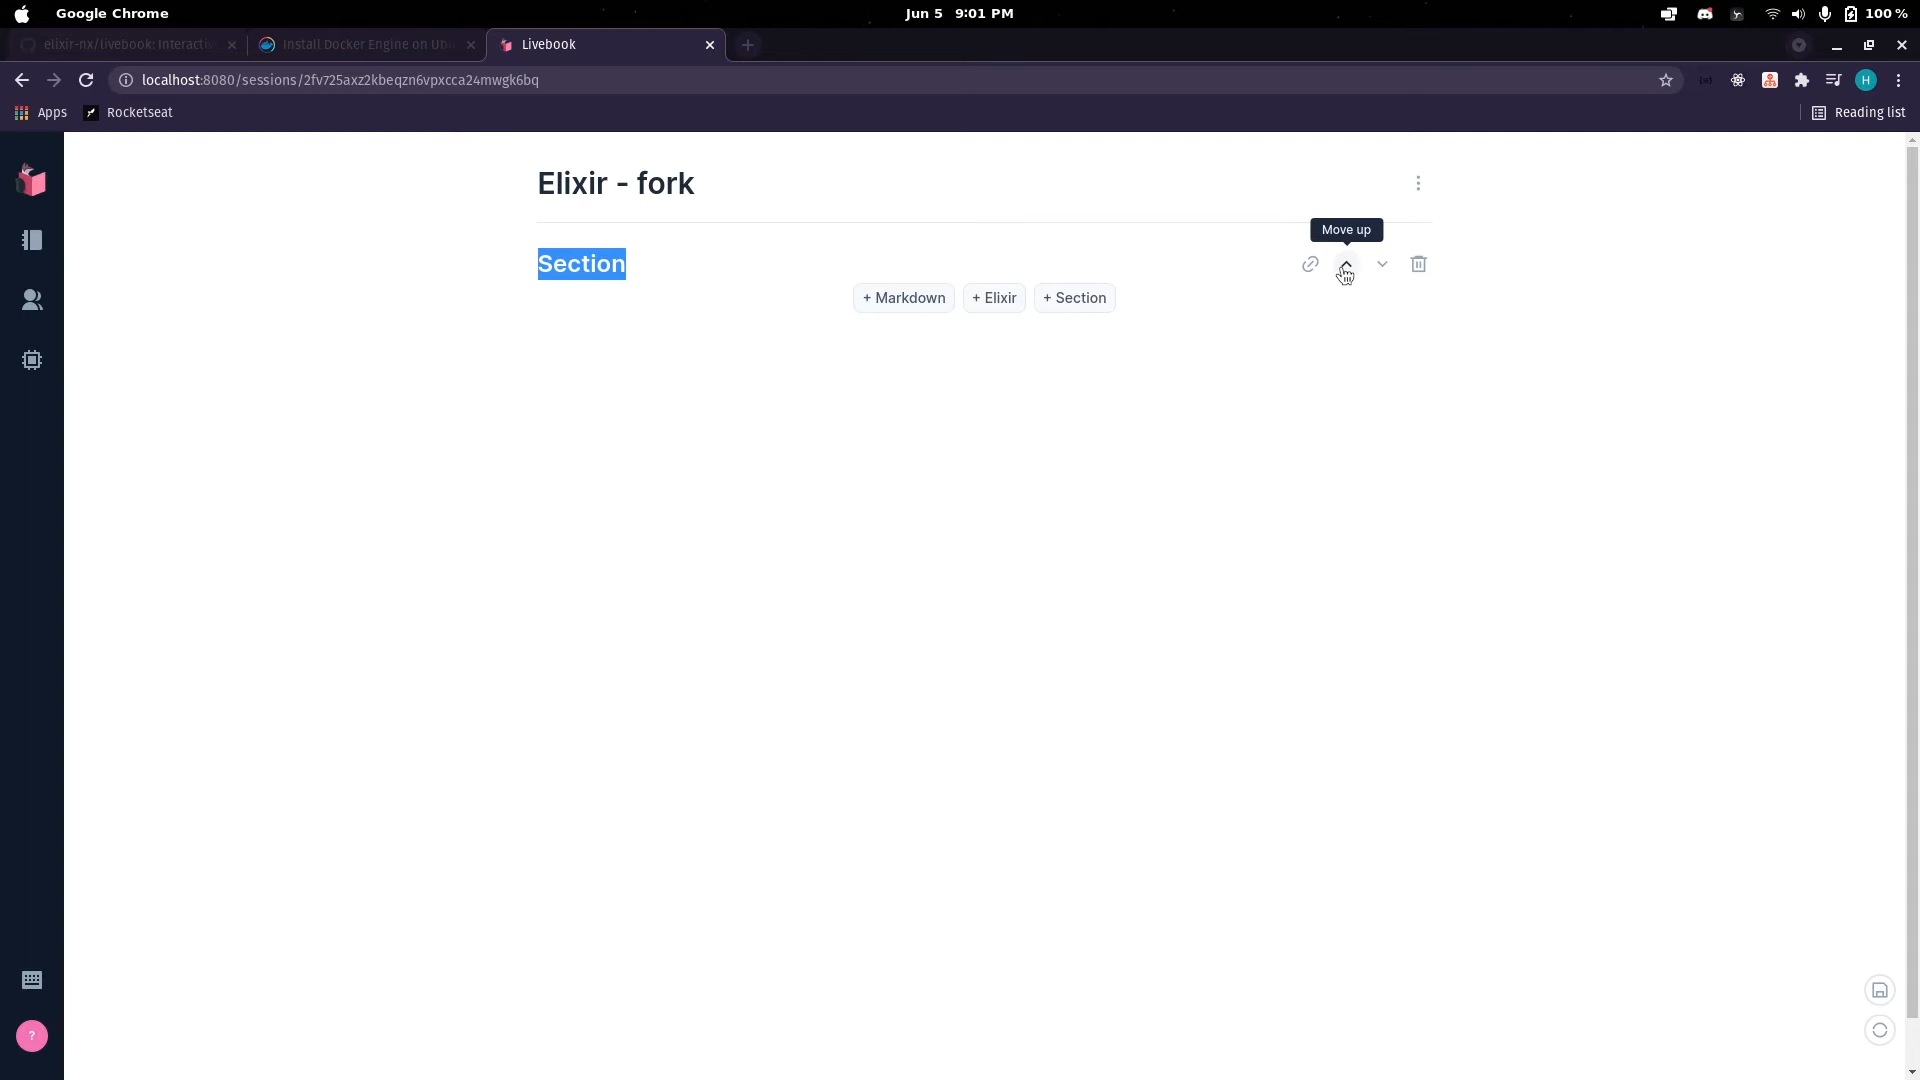 Google Chrome
Jun 5 9:01 PM
100 %
elixir-nx/livebook: Interacti
Install Docker Engine on Ubu
Livebook
localhost:8080/sessions/2fv725axz2kbeqzn6vpxcca24mwgk6bq
H
Apps
Rocketseat
Reading list
Elixir - fork
Move up
Section
+ Markdown
+ Elixir
+ Section
?